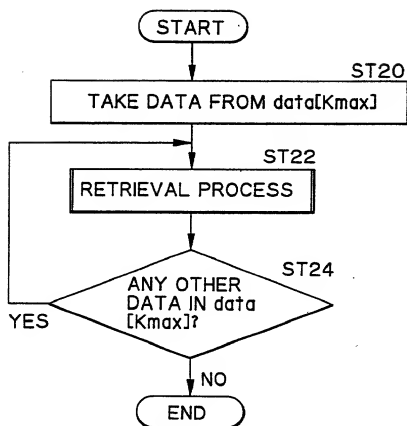 START
ST20
TAKE DATA FROM data[Kmax]
ST22
RETRIEVAL PROCESS
ST24
ANY OTHER
DATA IN data
[Kmax]?
YES
NO
END